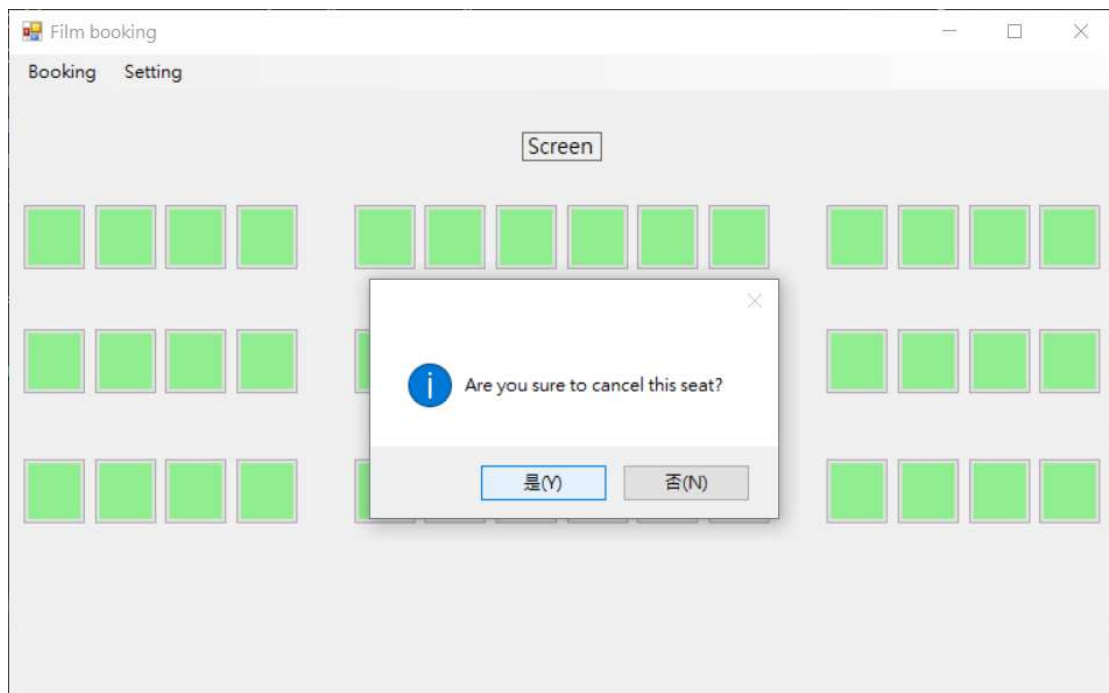 Film booking
Booking Setting
Screen
Are you sure to cancel this seat?
是(Y) 否(N)